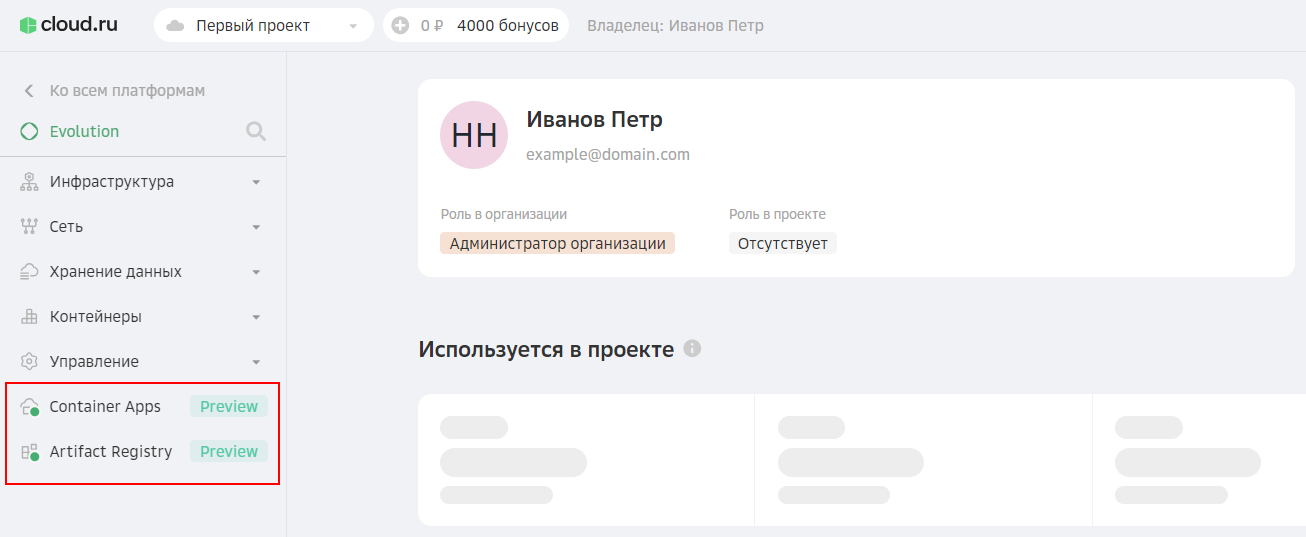 cloud.ru
Первый проект
0 ₽ 4000 бонусов
Владелец: Иванов Петр
Ко всем платформам
Evolution
Инфраструктура
Сеть
Хранение данных
Контейнеры
Управление
Container Apps Preview
Artifact Registry Preview
НН
Иванов Петр
example@domain.com
Роль в организации
Администратор организации
Роль в проекте
Отсутствует
Используется в проекте